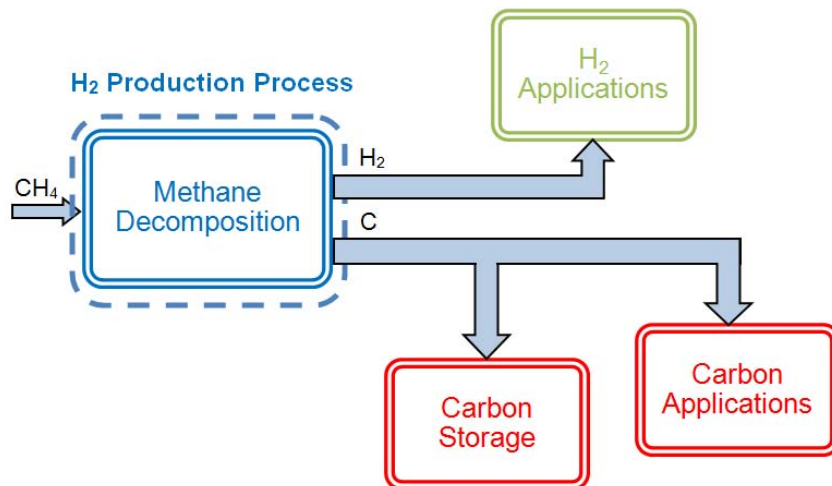 H₂ Production Process
H₂
Applications
CH₄
Methane
Decomposition
H₂
C
Carbon
Storage
Carbon
Applications